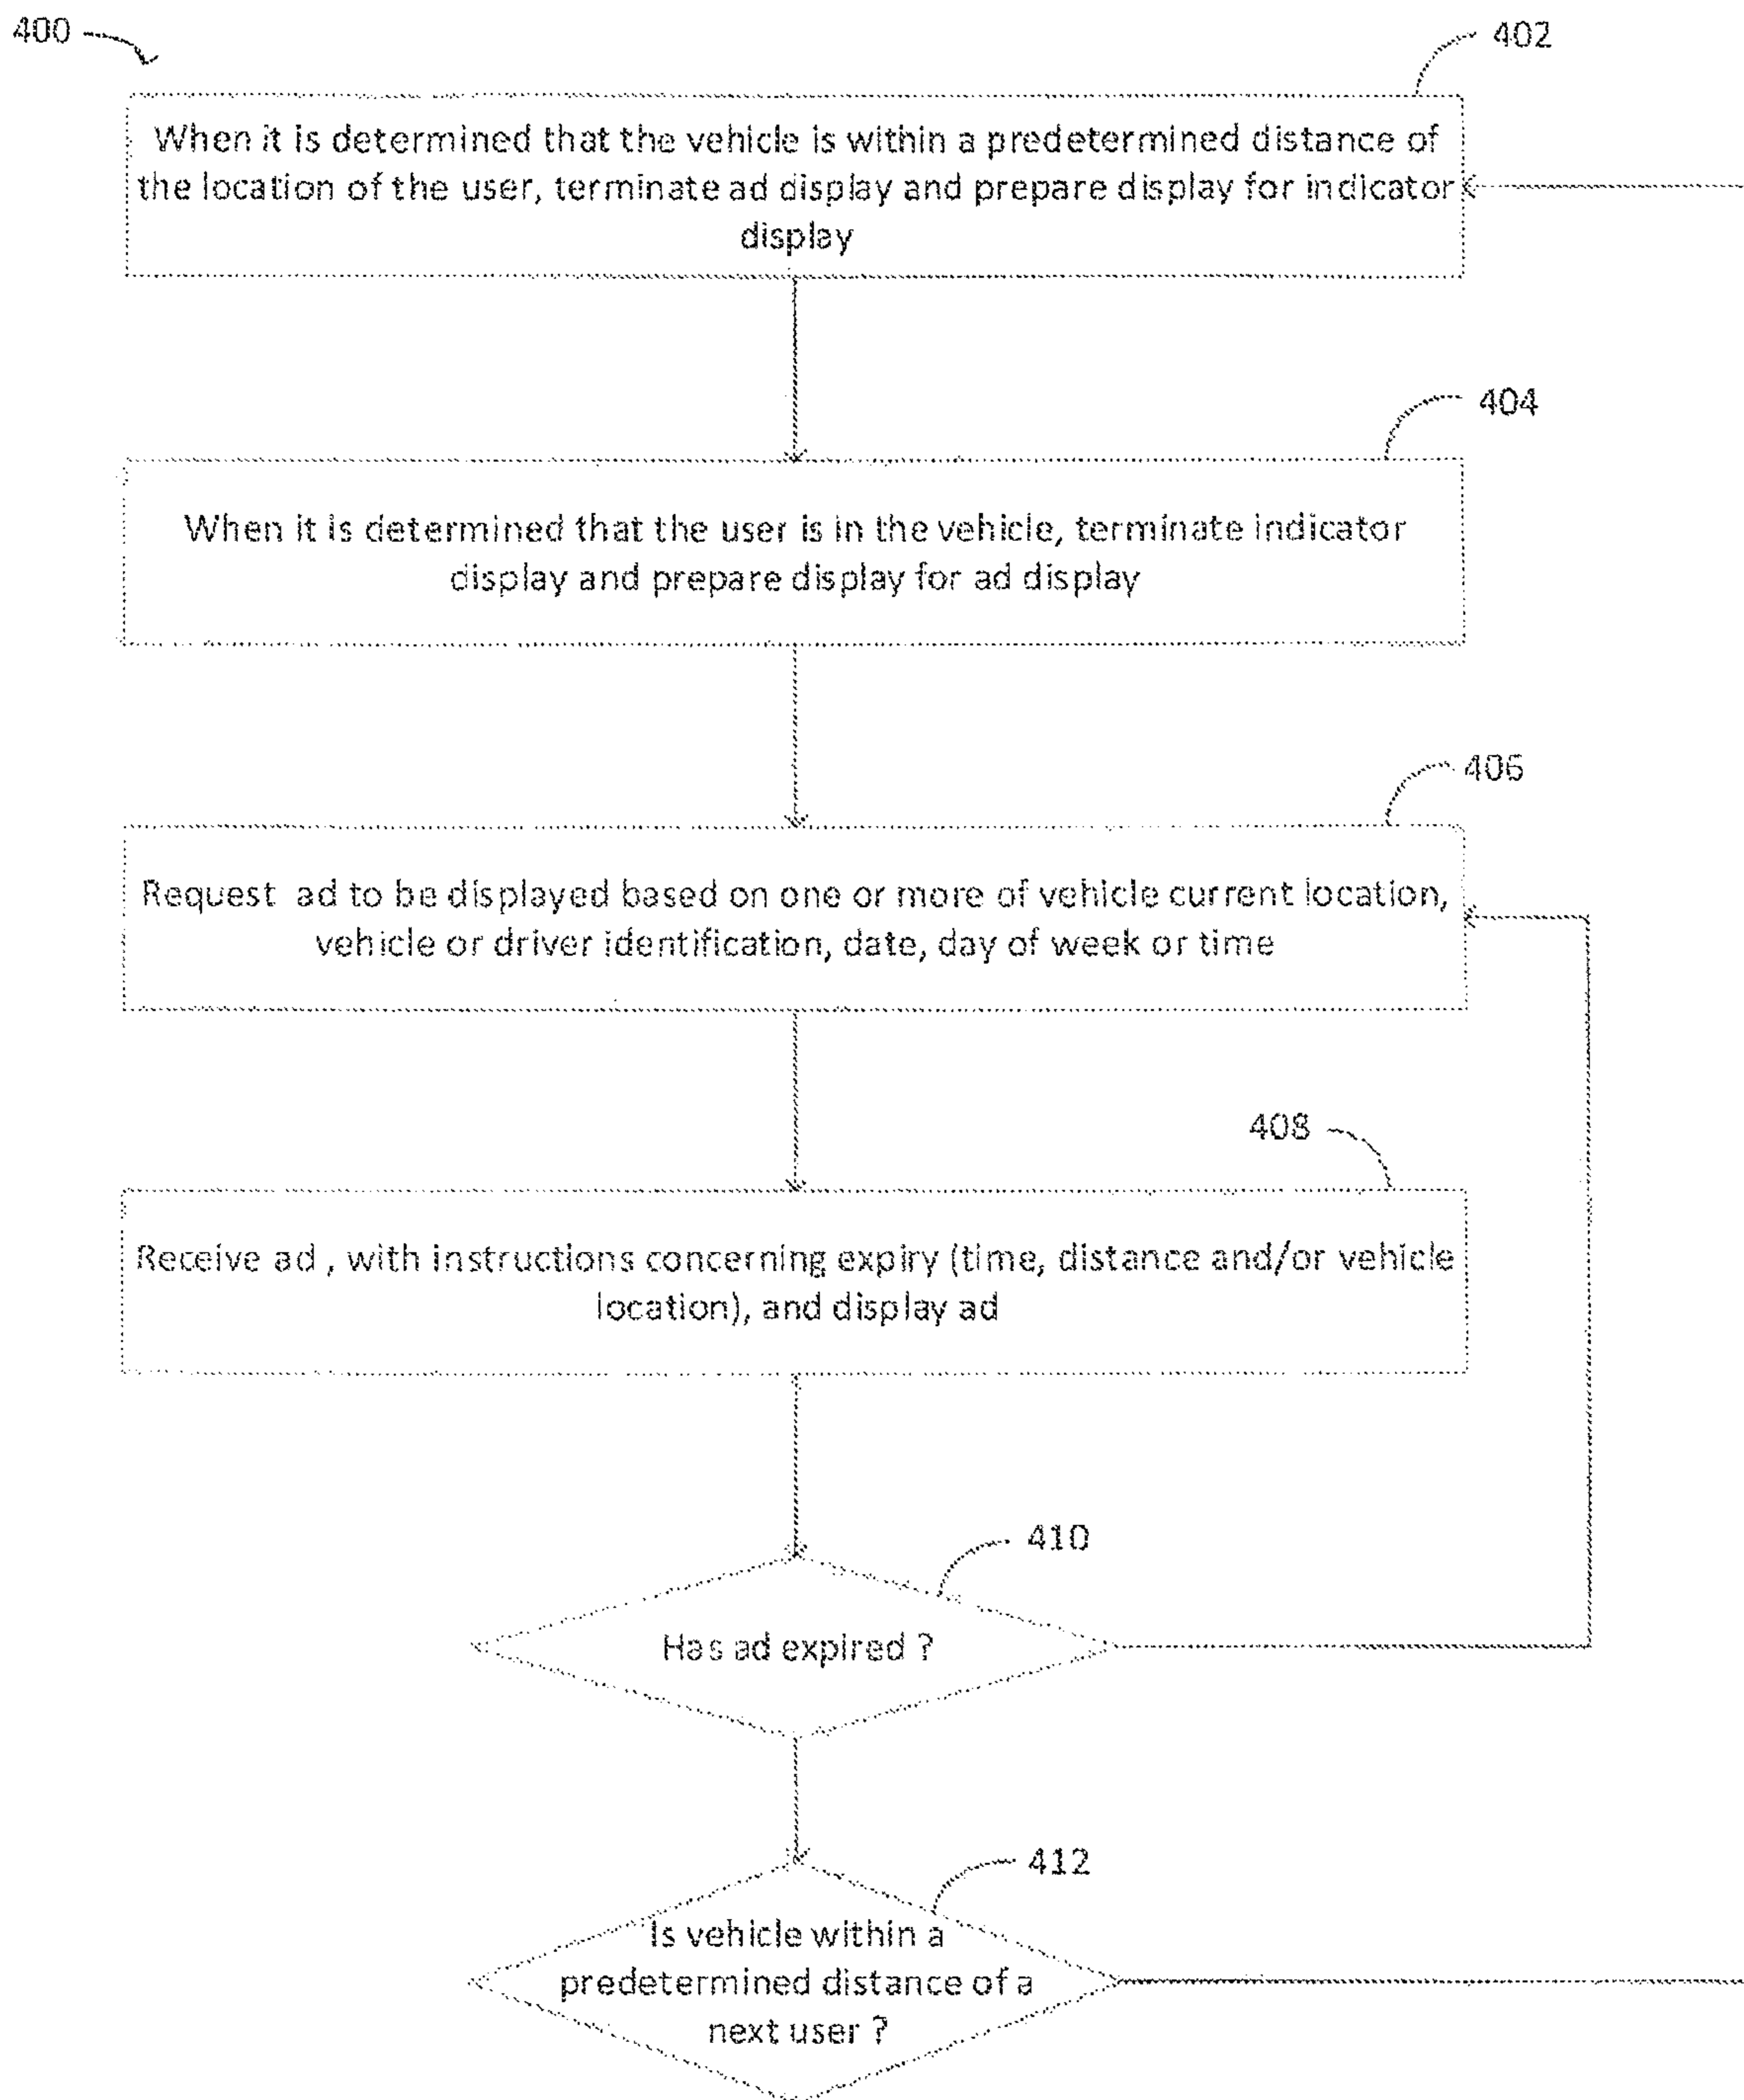 400
402
When it is determined that the vehicle is within a predetermined distance of
the location of the user, terminate ad display and prepare display for indicator
display
404
When it is determined that the user is in the vehicle, terminate indicator
display and prepare display for ad display
406
Request ad to be displayed based on one or more of vehicle current location,
vehicle or driver identification, date, day of week or time
408
Receive ad , with instructions concerning expiry (time, distance and/or vehicle
location), and display ad
410
Has ad expired ?
412
Is vehicle within a
predetermined distance of a
next user ?